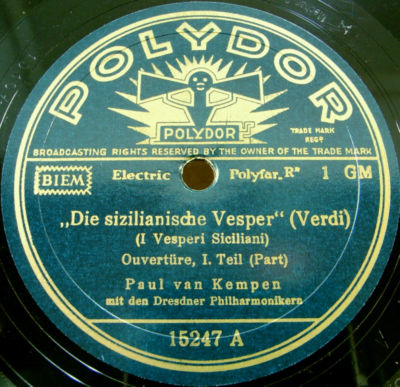 POLYDOR
POLYDOR
TRADE MARK
REGD
BROADCASTING RIGHTS RESERVED BY THE OWNER OF THE TRADE MARK
BIEM Electric Polyfar „R" 1 GM
„Die sizilianische Vesper" (Verdi)
(I Vesperi Siciliani)
Ouvertüre, I. Teil (Part)
Paul van Kempen
mit den Dresdner Philharmonikern
15247 A